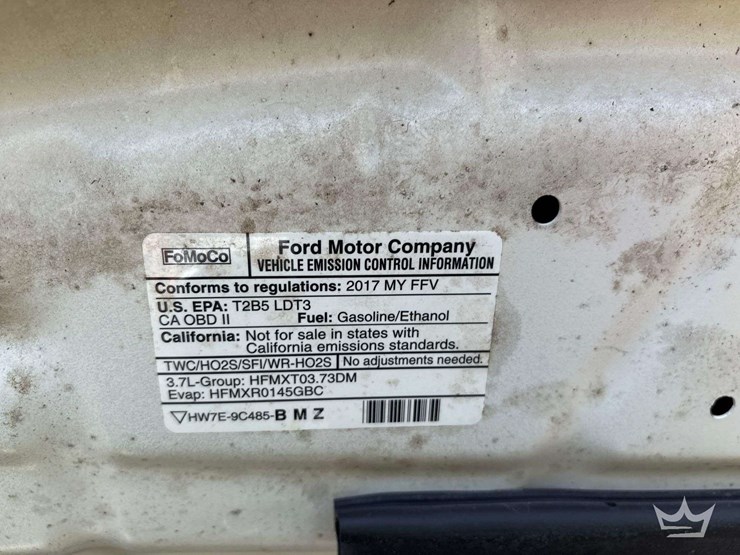 FoMoCo
Ford Motor Company
VEHICLE EMISSION CONTROL INFORMATION
Conforms to regulations: 2017 MY FFV
U.S. EPA: T2B5 LDT3
CA OBD II Fuel: Gasoline/Ethanol
California: Not for sale in states with
California emissions standards.
TWC/HO2S/SFI/WR-HO2S No adjustments needed.
3.7L-Group: HFMXT03.73DM
Evap: HFMXR0145GBC
HW7E-9C485-B M Z